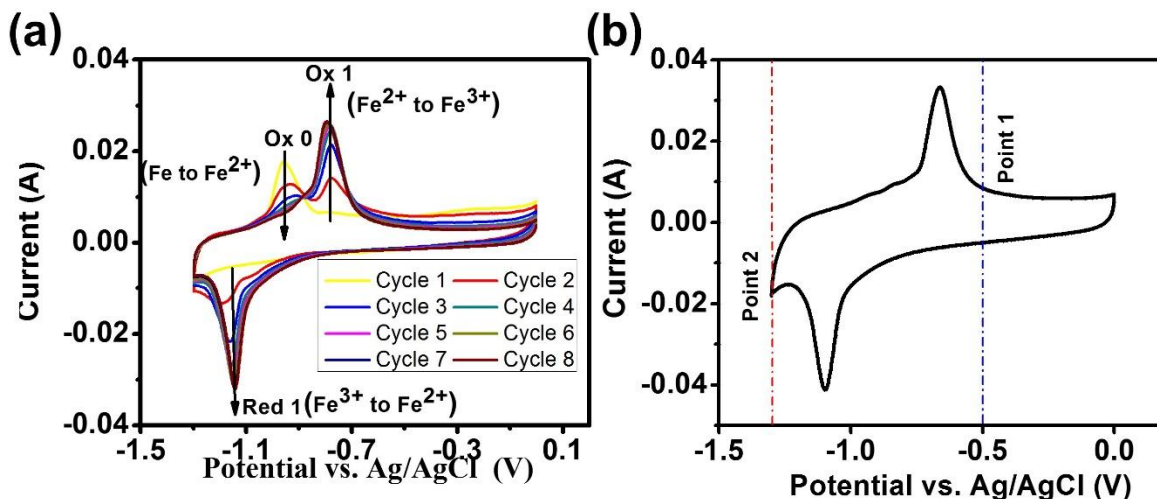 (a)
0.04
0.02
0.00
-0.02
-0.04
Current (A)
Ox 1
(Fe2+ to Fe3+)
Ox 0
(Fe to Fe2+)
Cycle 1 Cycle 2
Cycle 3 Cycle 4
Cycle 5 Cycle 6
Cycle 7 Cycle 8
Red 1 (Fe3+ to Fe2+)
-1.5 -1.1 -0.7 -0.3 0.1
Potential vs. Ag/AgCl (V)
(b)
0.04
0.02
0.00
-0.02
-0.04
Current (A)
Point 2
Point 1
-1.5 -1.0 -0.5 0.0
Potential vs. Ag/AgCl (V)